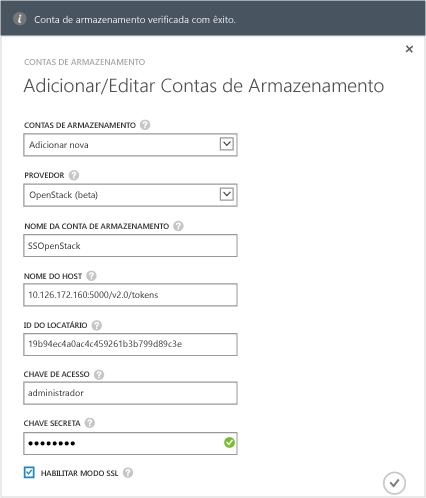 Conta de armazenamento verificada com êxito.
CONTAS DE ARMAZENAMENTO
Adicionar/Editar Contas de Armazenamento
CONTAS DE ARMAZENAMENTO
Adicionar nova
PROVEDOR
OpenStack (beta)
NOME DA CONTA DE ARMAZENAMENTO
SSOpenStack
NOME DO HOST
10.126.172.160:5000/v2.0/tokens
ID DO LOCATÁRIO
19b94ec4a0ac4c459261b3b799d89c3e
CHAVE DE ACESSO
administrador
CHAVE SECRETA
●●●●●●●●
HABILITAR MODO SSL